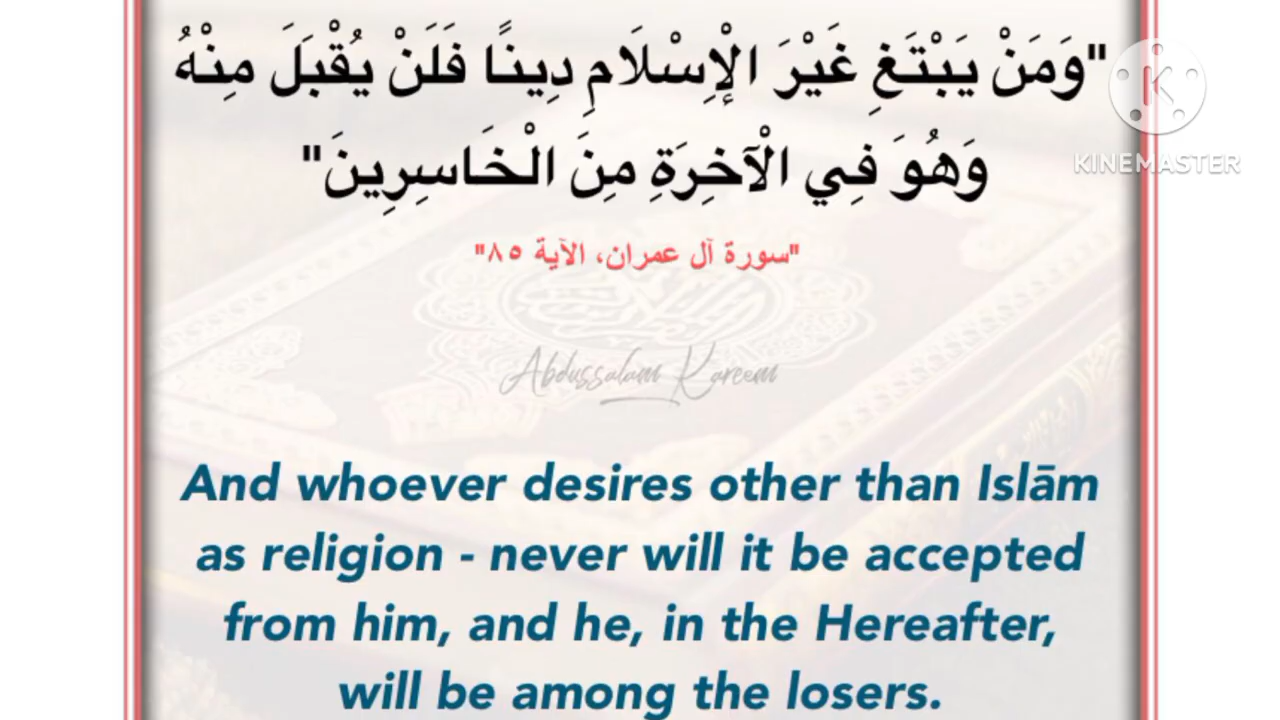 "وَمَنْ يَبْتَغِ غَيْرَ الْإِسْلَامِ دِينًا فَلَنْ يُقْبَلَ مِنْهُ
وَهُوَ فِي الْآخِرَةِ مِنَ الْخَاسِرِينَ"
"سورة آل عمران، الآية ٨٥"
Abdussalam Kareem
And whoever desires other than Islām
as religion - never will it be accepted
from him, and he, in the Hereafter,
will be among the losers.
K
KINEMASTER